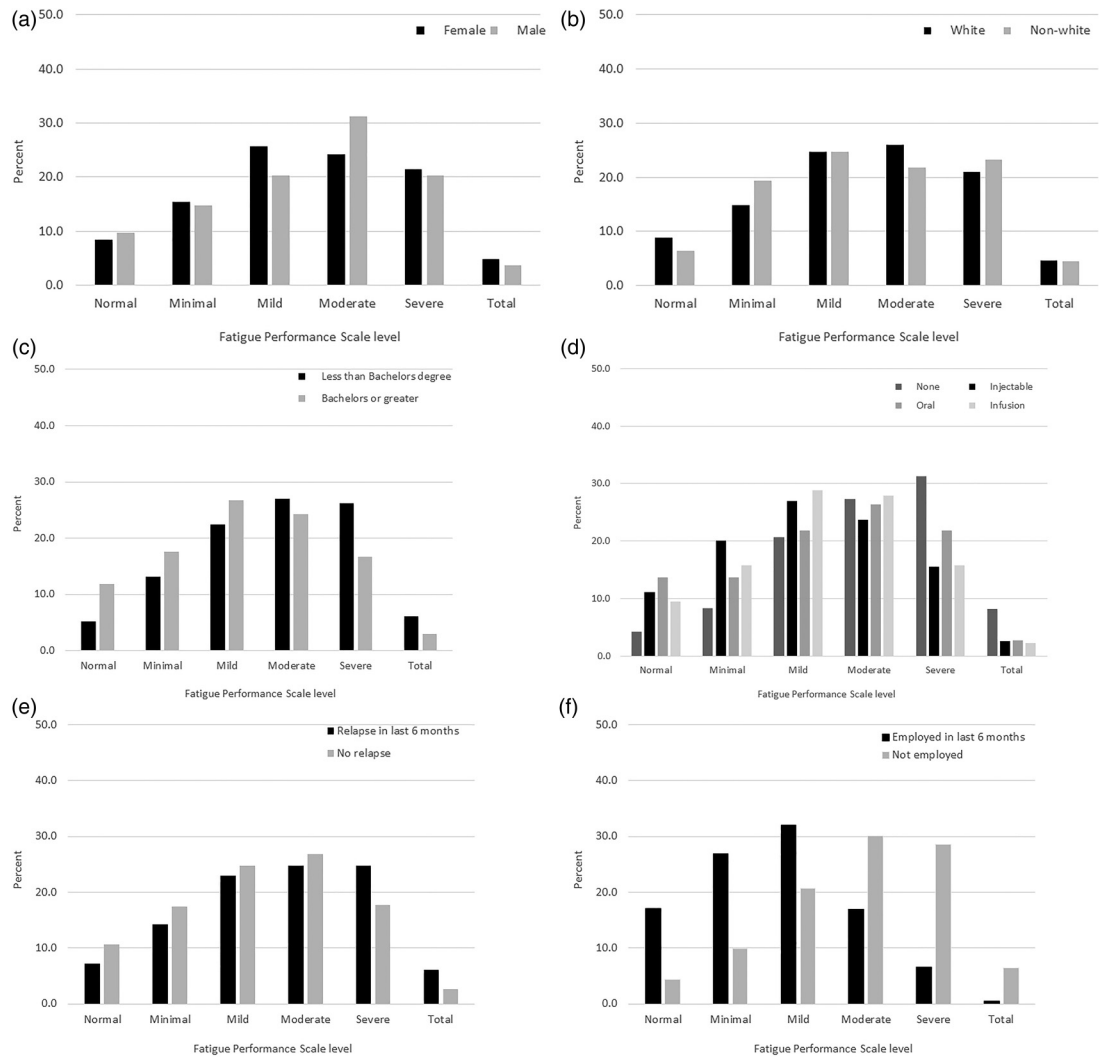 (a)
50.0
Female Male
40.0
30.0
20.0
10.0
0.0
Percent
Normal Minimal Mild Moderate Severe Total
Fatigue Performance Scale level
(b)
50.0
White Non-white
40.0
30.0
20.0
10.0
0.0
Percent
Normal Minimal Mild Moderate Severe Total
Fatigue Performance Scale level
(c)
50.0
Less than Bachelors degree
Bachelors or greater
40.0
30.0
20.0
10.0
0.0
Percent
Normal Minimal Mild Moderate Severe Total
Fatigue Performance Scale level
(d)
50.0
None Injectable
Oral Infusion
40.0
30.0
20.0
10.0
0.0
Percent
Normal Minimal Mild Moderate Severe Total
Fatigue Performance Scale level
(e)
50.0
Relapse in last 6 months
No relapse
40.0
30.0
20.0
10.0
0.0
Percent
Normal Minimal Mild Moderate Severe Total
Fatigue Performance Scale level
(f)
50.0
Employed in last 6 months
Not employed
40.0
30.0
20.0
10.0
0.0
Percent
Normal Minimal Mild Moderate Severe Total
Fatigue Performance Scale level